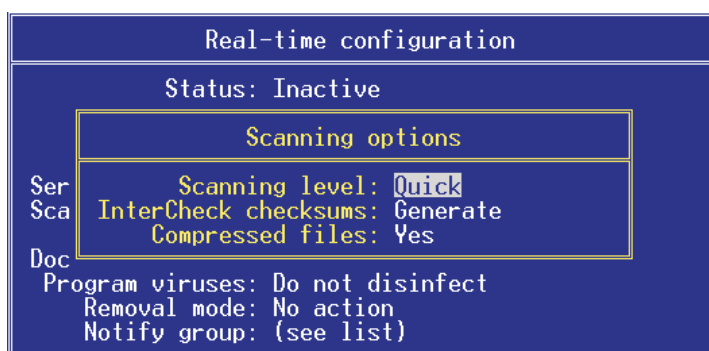 Real-time configuration
Status: Inactive
Scanning options
Ser
Scanning level: Quick
Sca
InterCheck checksums: Generate
Compressed files: Yes
Doc
Program viruses: Do not disinfect
Removal mode: No action
Notify group: (see list)